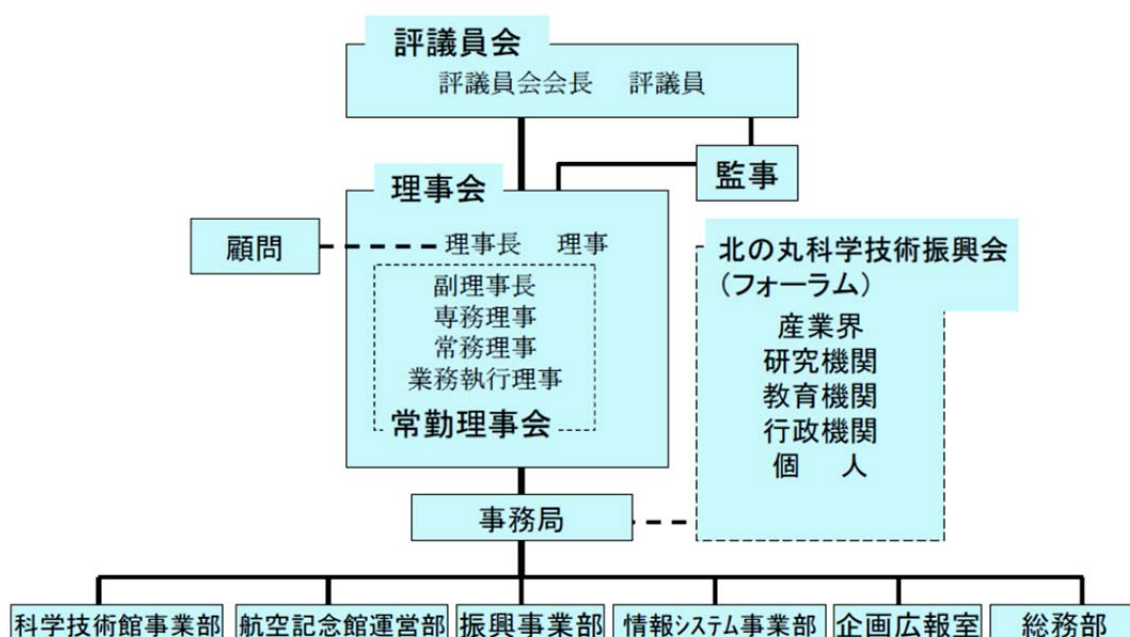 評議員会
評議員会会長　評議員
監事
理事会
顧問
理事長　理事
副理事長
専務理事
常務理事
業務執行理事
常勤理事会
北の丸科学技術振興会
（フォーラム）
産業界
研究機関
教育機関
行政機関
個　人
事務局
科学技術館事業部
航空記念館運営部
振興事業部
情報システム事業部
企画広報室
総務部